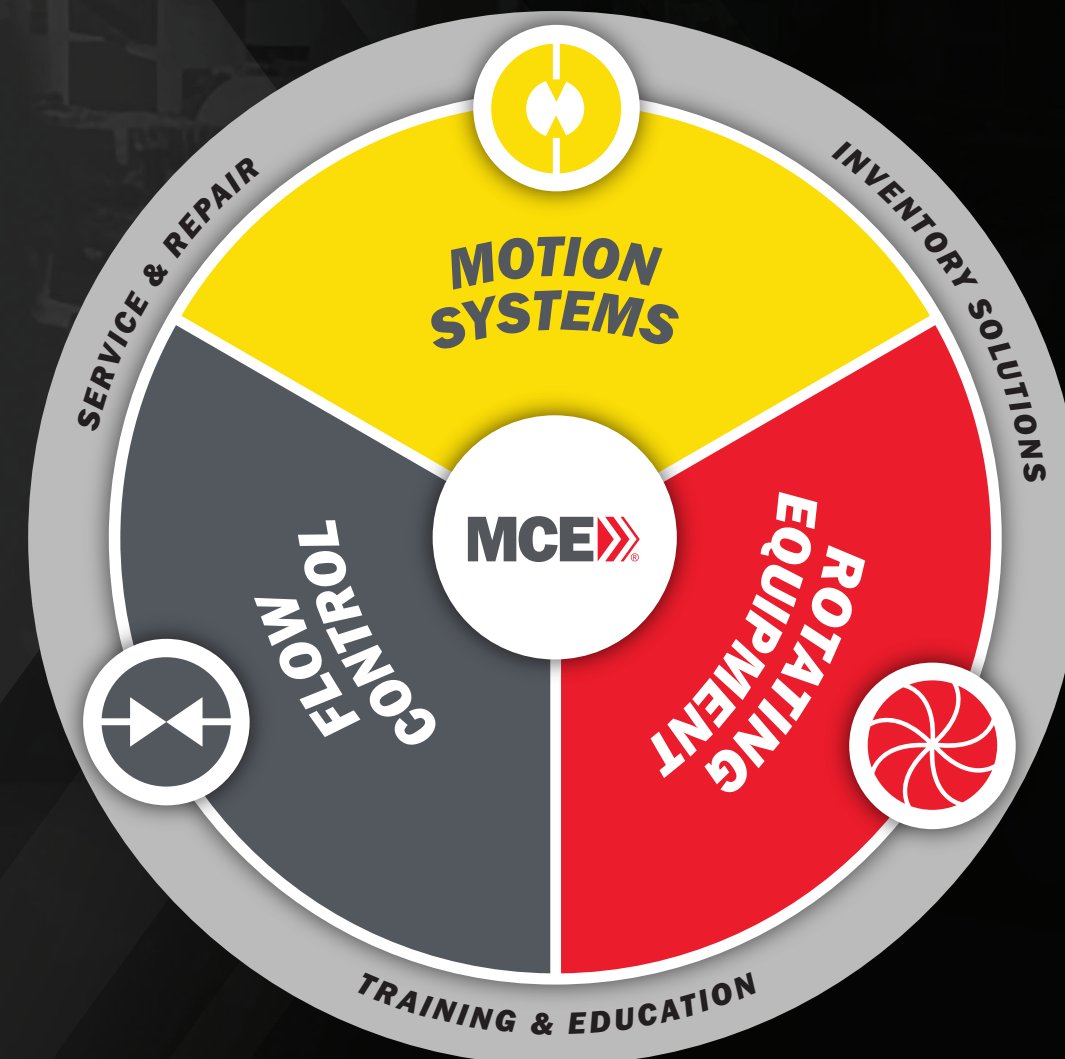 SERVICE & REPAIR
INVENTORY SOLUTIONS
MOTION
SYSTEMS
MCE
®
FLOW
CONTROL
ROTATING
EQUIPMENT
TRAINING & EDUCATION